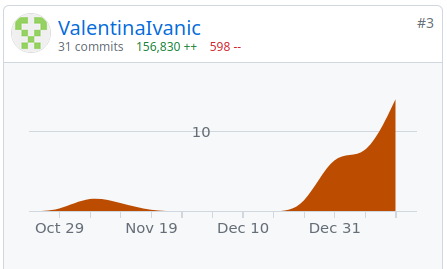 ValentinaIvanic
#3
31 commits 156,830 ++ 598 --
10
Oct 29 Nov 19 Dec 10 Dec 31